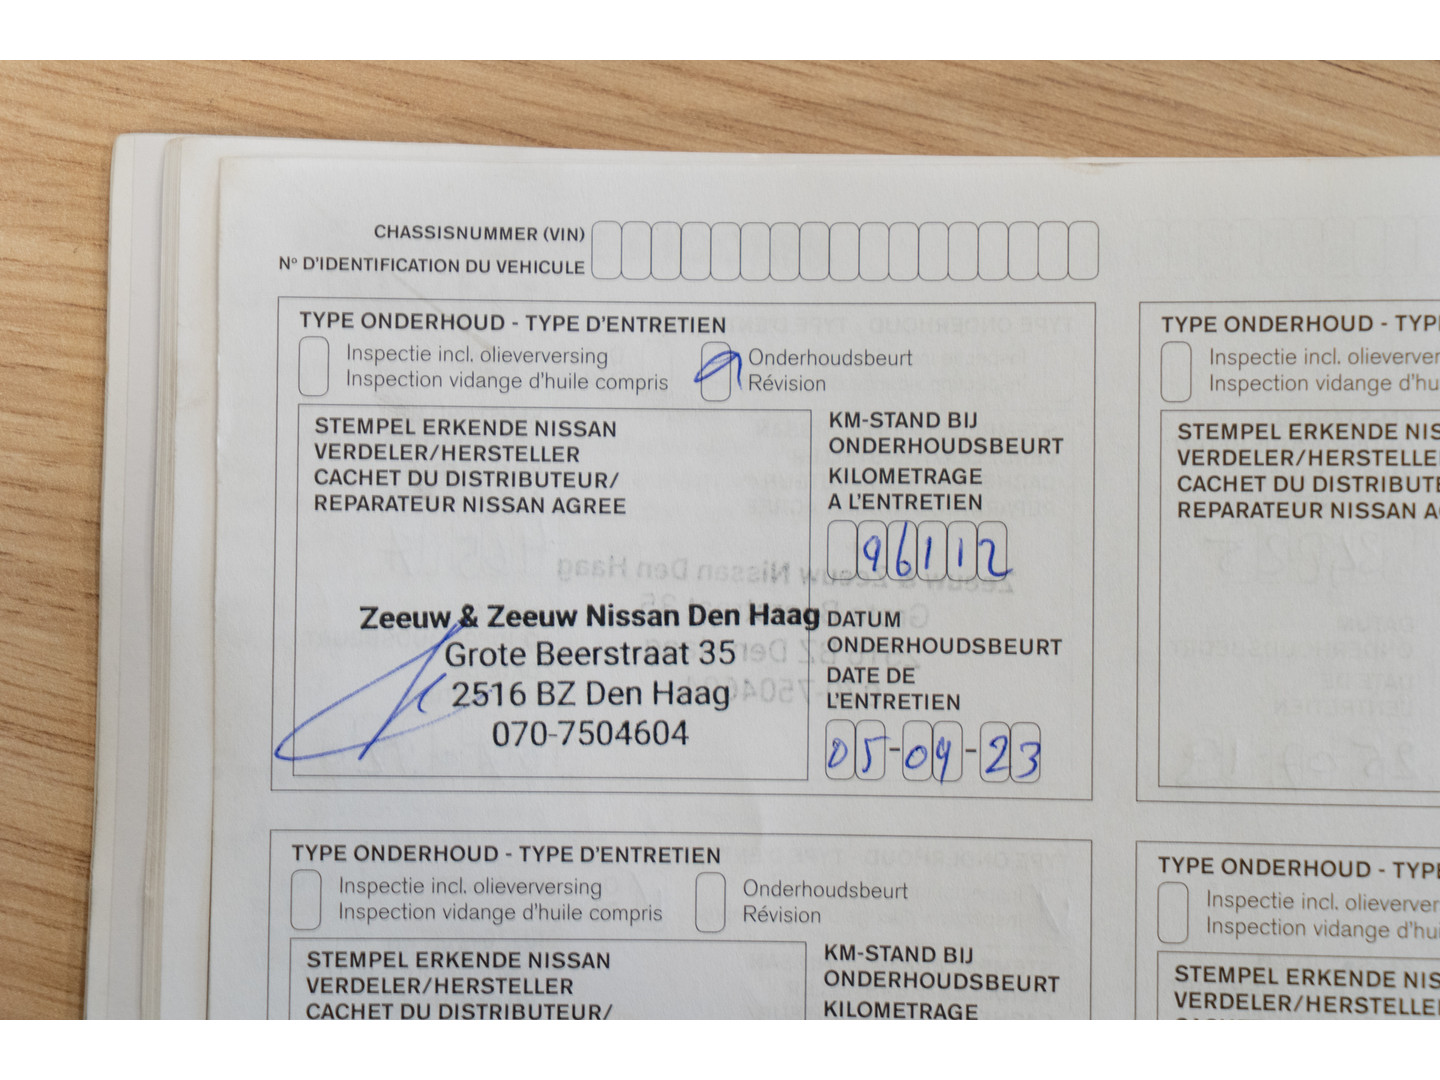 CHASSISNUMMER (VIN)
N° D'IDENTIFICATION DU VEHICULE
TYPE ONDERHOUD - TYPE D'ENTRETIEN
Inspectie incl. olieverversing
Inspection vidange d'huile compris
Onderhoudsbeurt
Révision
STEMPEL ERKENDE NISSAN
VERDELER/HERSTELLER
CACHET DU DISTRIBUTEUR/
REPARATEUR NISSAN AGREE
Zeeuw & Zeeuw Nissan Den Haag
Grote Beerstraat 35
2516 BZ Den Haag
070-7504604
KM-STAND BIJ
ONDERHOUDSBEURT
KILOMETRAGE
A L'ENTRETIEN
96112
DATUM
ONDERHOUDSBEURT
DATE DE
L'ENTRETIEN
05-09-23
TYPE ONDERHOUD - TYP
Inspectie incl. olieverver
Inspection vidange d'hu
STEMPEL ERKENDE NIS
VERDELER/HERSTELLE
CACHET DU DISTRIBUTE
REPARATEUR NISSAN AG
TYPE ONDERHOUD - TYPE D'ENTRETIEN
Inspectie incl. olieverversing
Inspection vidange d'huile compris
Onderhoudsbeurt
Révision
STEMPEL ERKENDE NISSAN
VERDELER/HERSTELLER
CACHET DU DISTRIBUTEUR/
KM-STAND BIJ
ONDERHOUDSBEURT
KILOMETRAGE
TYPE ONDERHOUD - TYP
Inspectie incl. olieverver
Inspection vidange d'hui
STEMPEL ERKENDE NIS
VERDELER/HERSTELLE